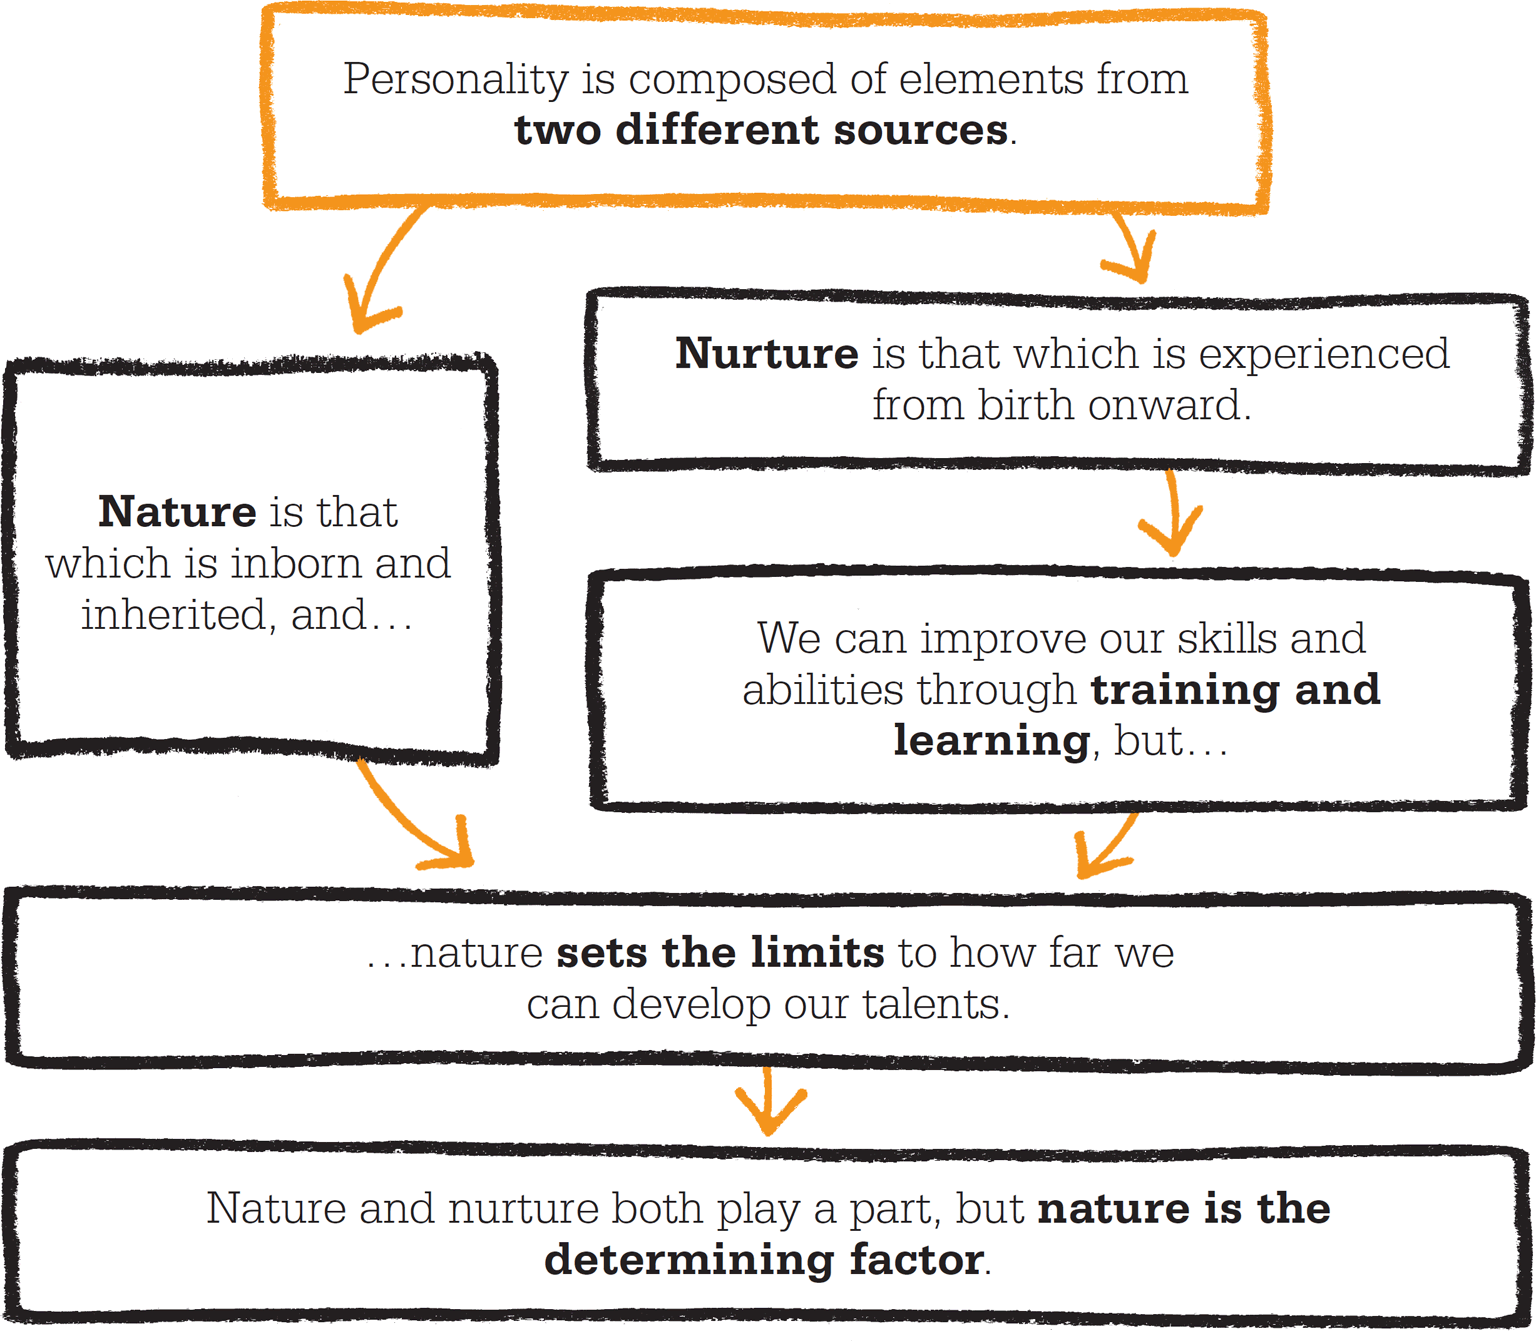 Personality is composed of elements from
two different sources.
Nature is that
which is inborn and
inherited, and…
Nurture is that which is experienced
from birth onward.
We can improve our skills and
abilities through training and
learning, but…
…nature sets the limits to how far we
can develop our talents.
Nature and nurture both play a part, but nature is the
determining factor.